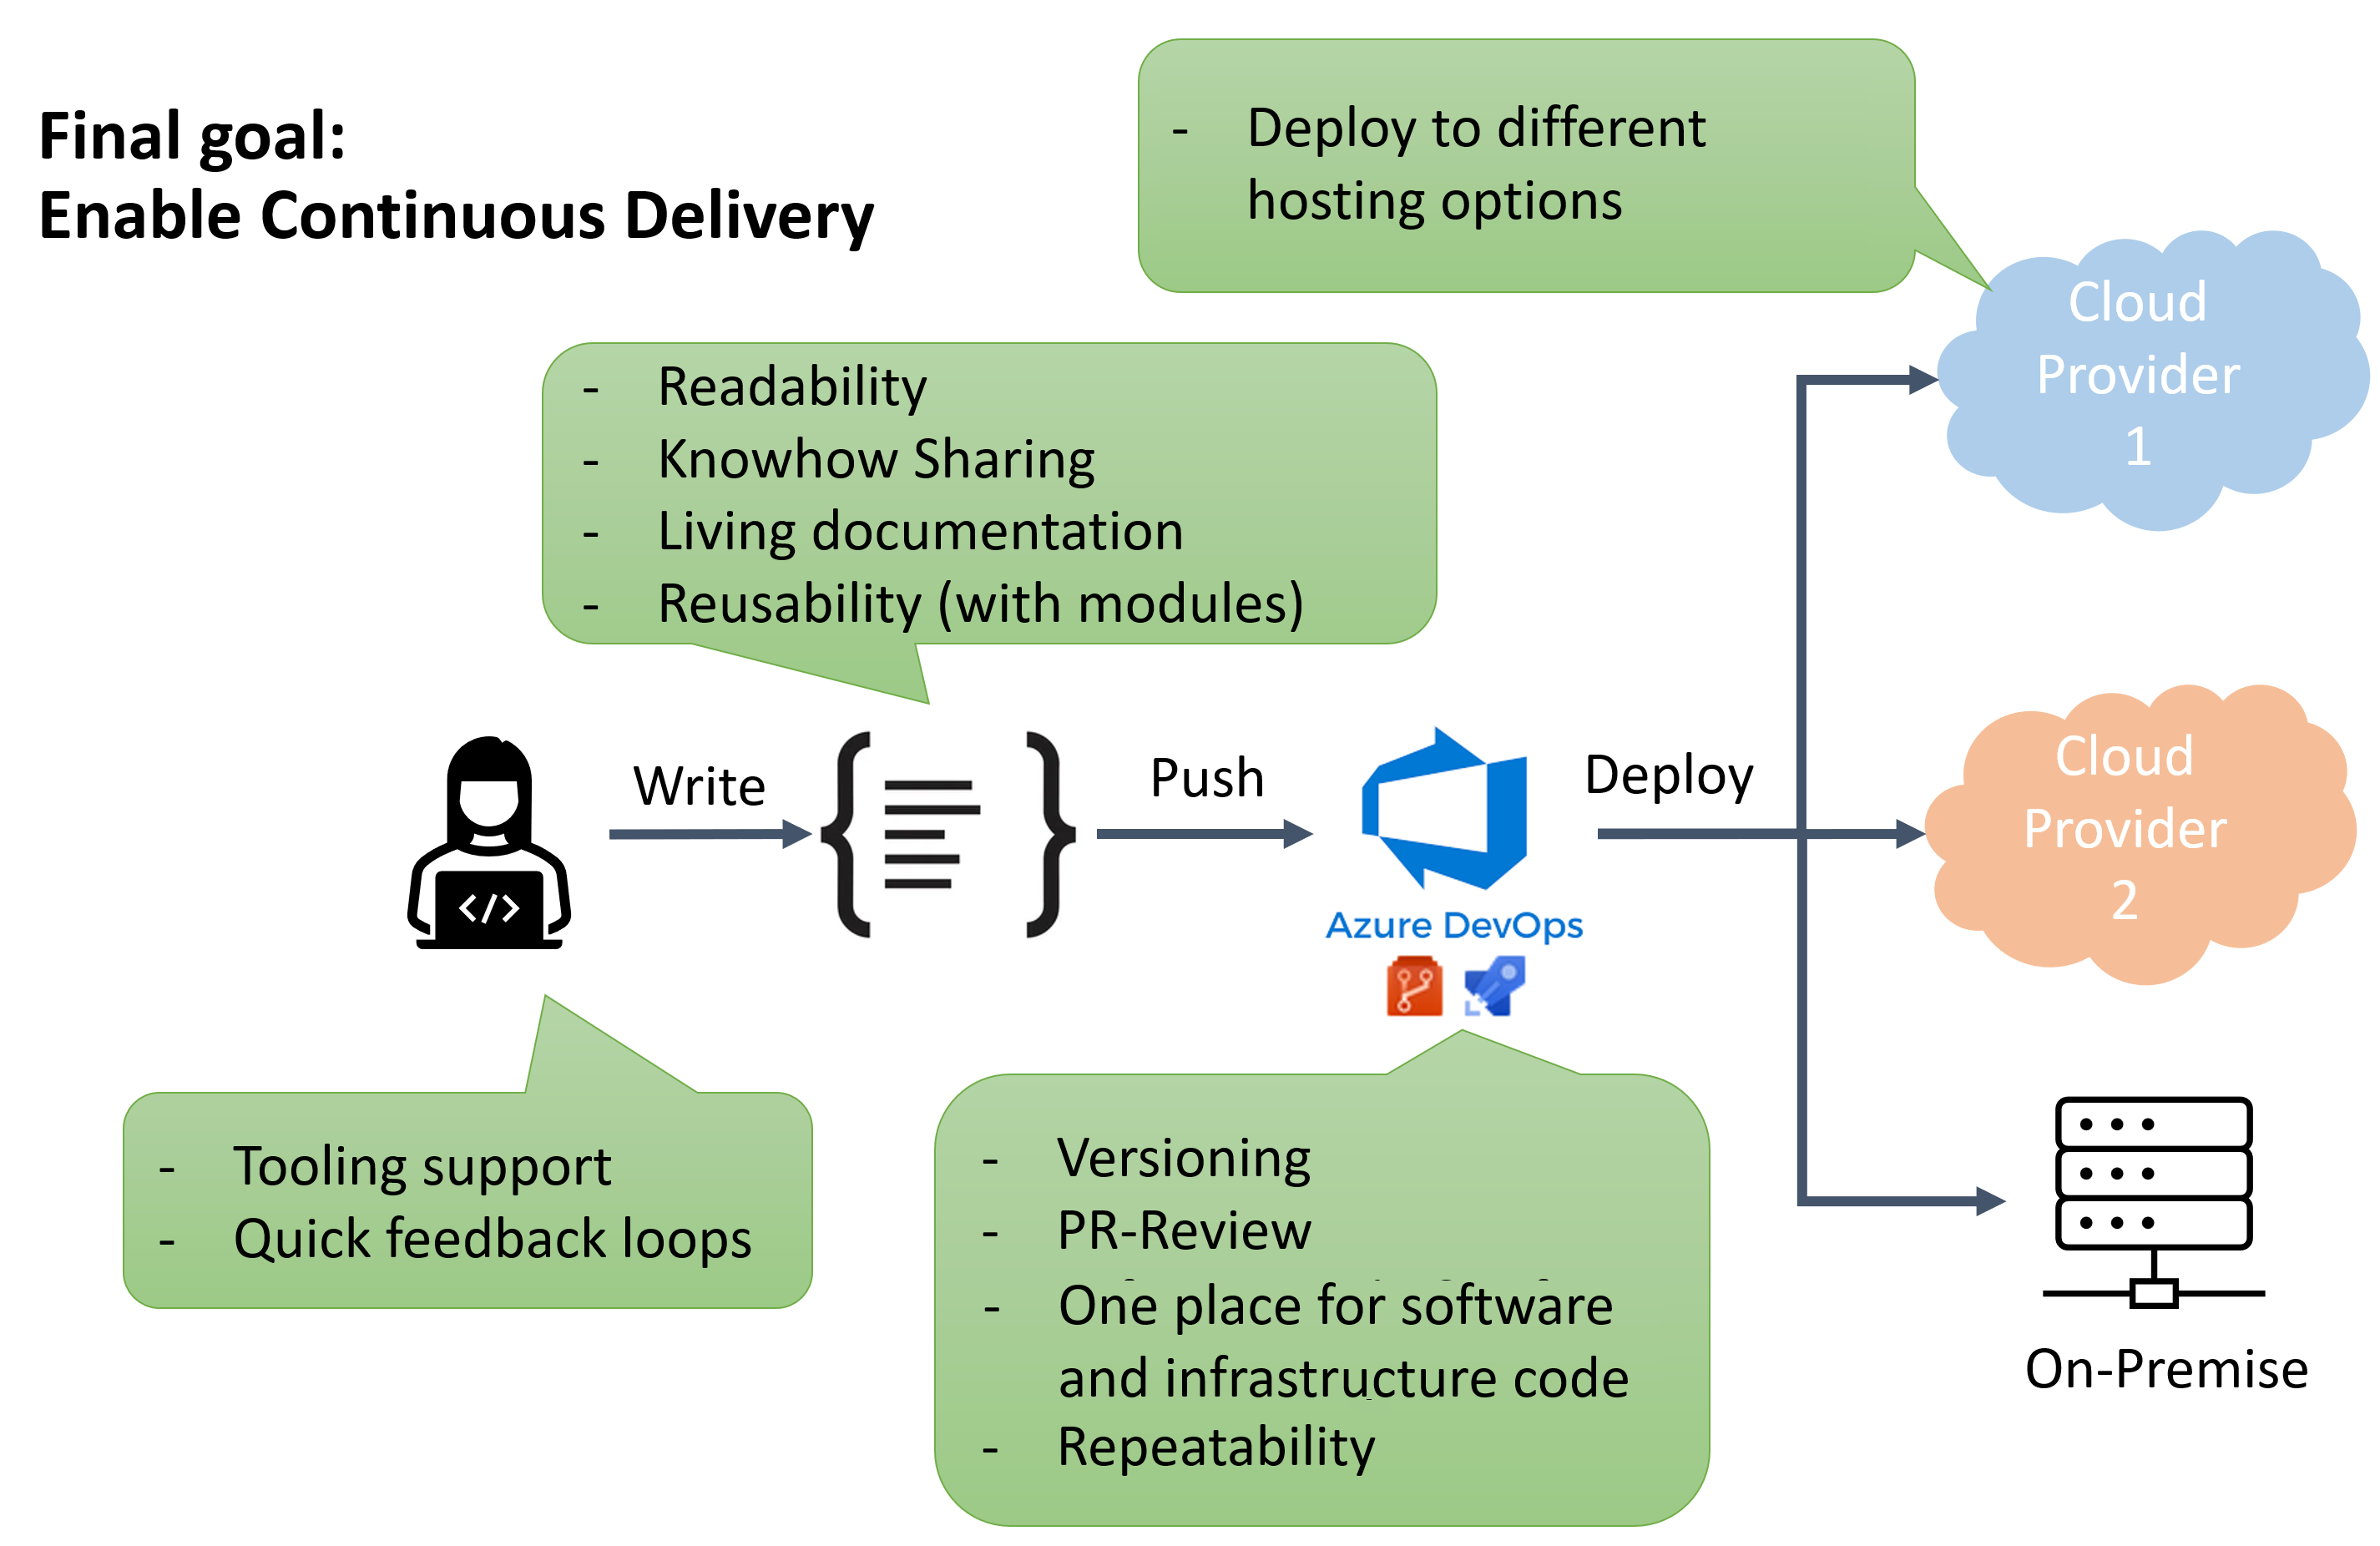 Final goal:
Enable Continuous Delivery
- Deploy to different
hosting options
- Readability
- Knowhow Sharing
- Living documentation
- Reusability (with modules)
Cloud
Provider
1
Write
Push
Deploy
Cloud
Provider
2
</>
Azure DevOps
- Tooling support
- Quick feedback loops
- Versioning
- PR-Review
- One place for software
and infrastructure code
- Repeatability
On-Premise